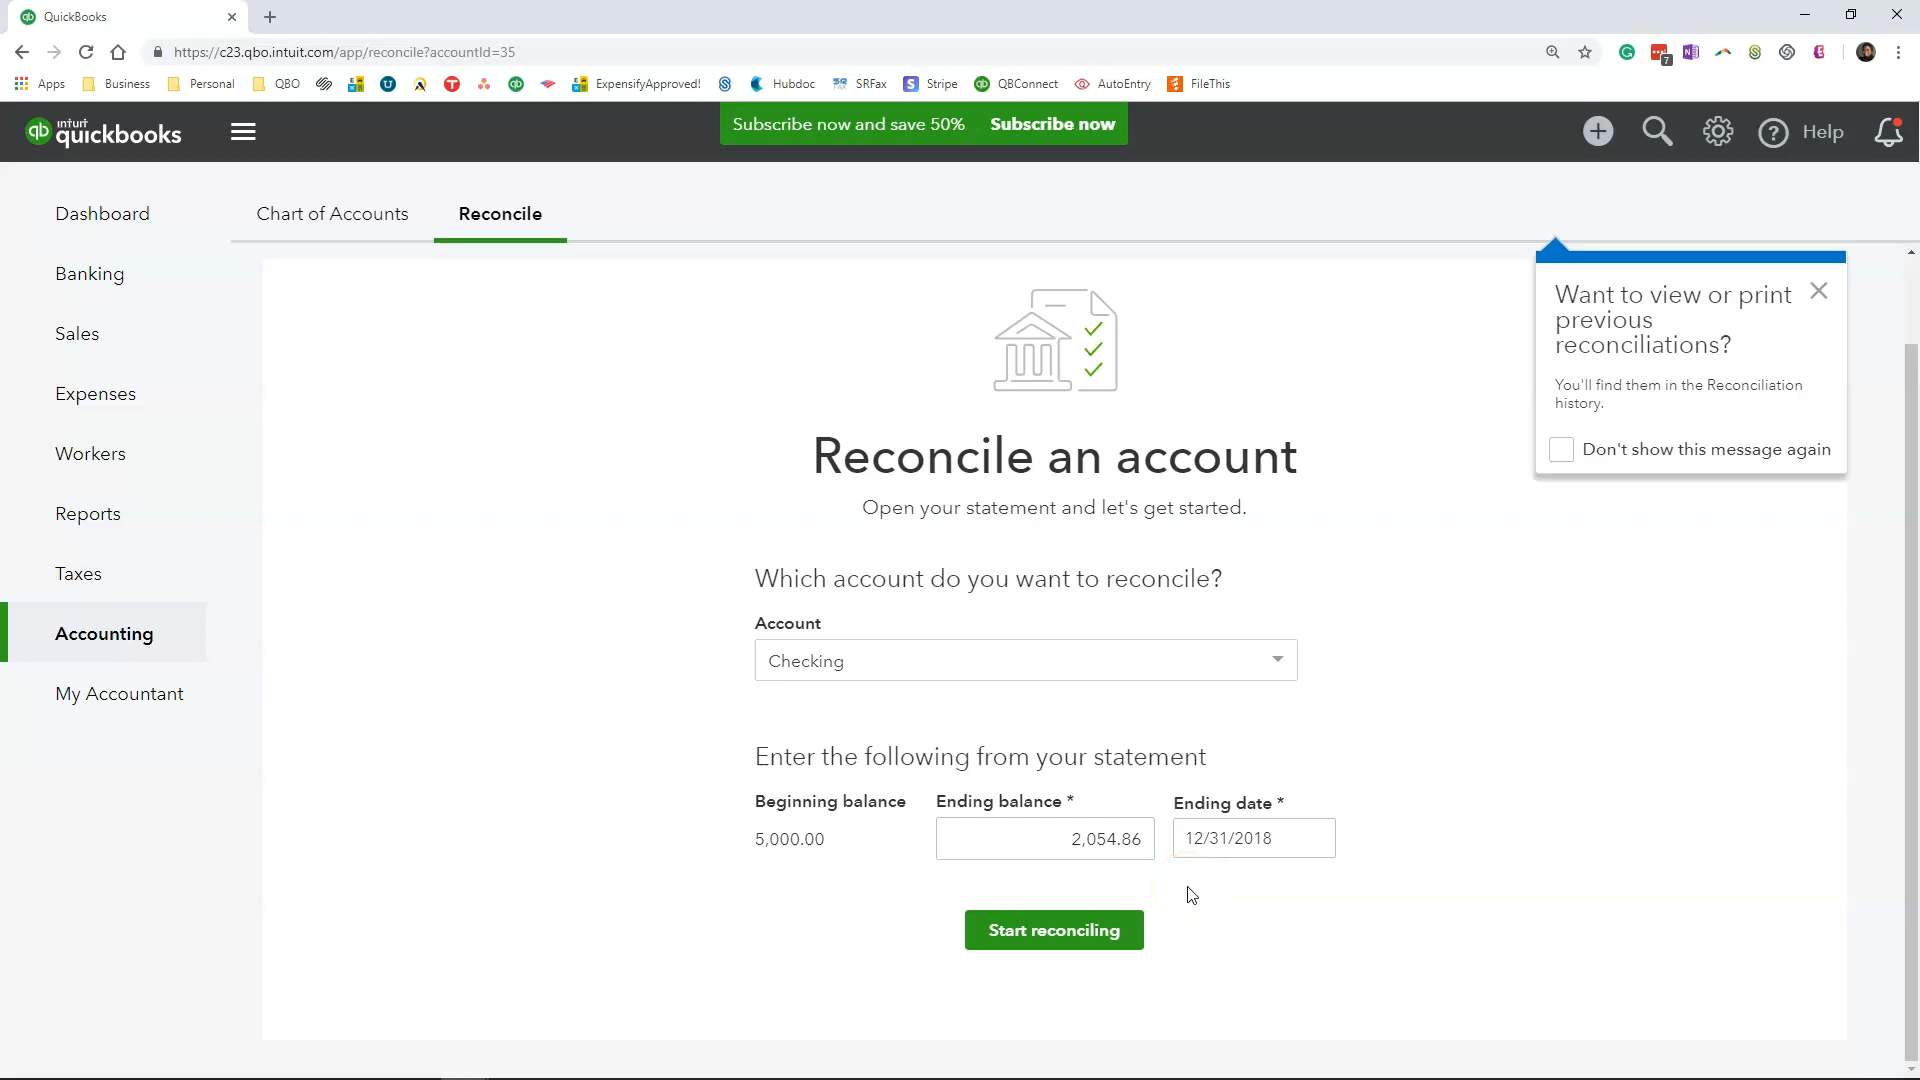 QuickBooks
https://c23.qbo.intuit.com/app/reconcile?accountId=35
7
Apps Business Personal QBO ExpensifyApproved! Hubdoc SRFax Stripe QBConnect AutoEntry FileThis
intuit
quickbooks
Subscribe now and save 50% Subscribe now
Help
Dashboard
Banking
Sales
Expenses
Workers
Reports
Taxes
Accounting
My Accountant
Chart of Accounts Reconcile
Want to view or print
previous
reconciliations?
You'll find them in the Reconciliation
history.
Don't show this message again
Reconcile an account
Open your statement and let's get started.
Which account do you want to reconcile?
Account
Checking
Enter the following from your statement
Beginning balance Ending balance * Ending date *
5,000.00 2,054.86 12/31/2018
Start reconciling